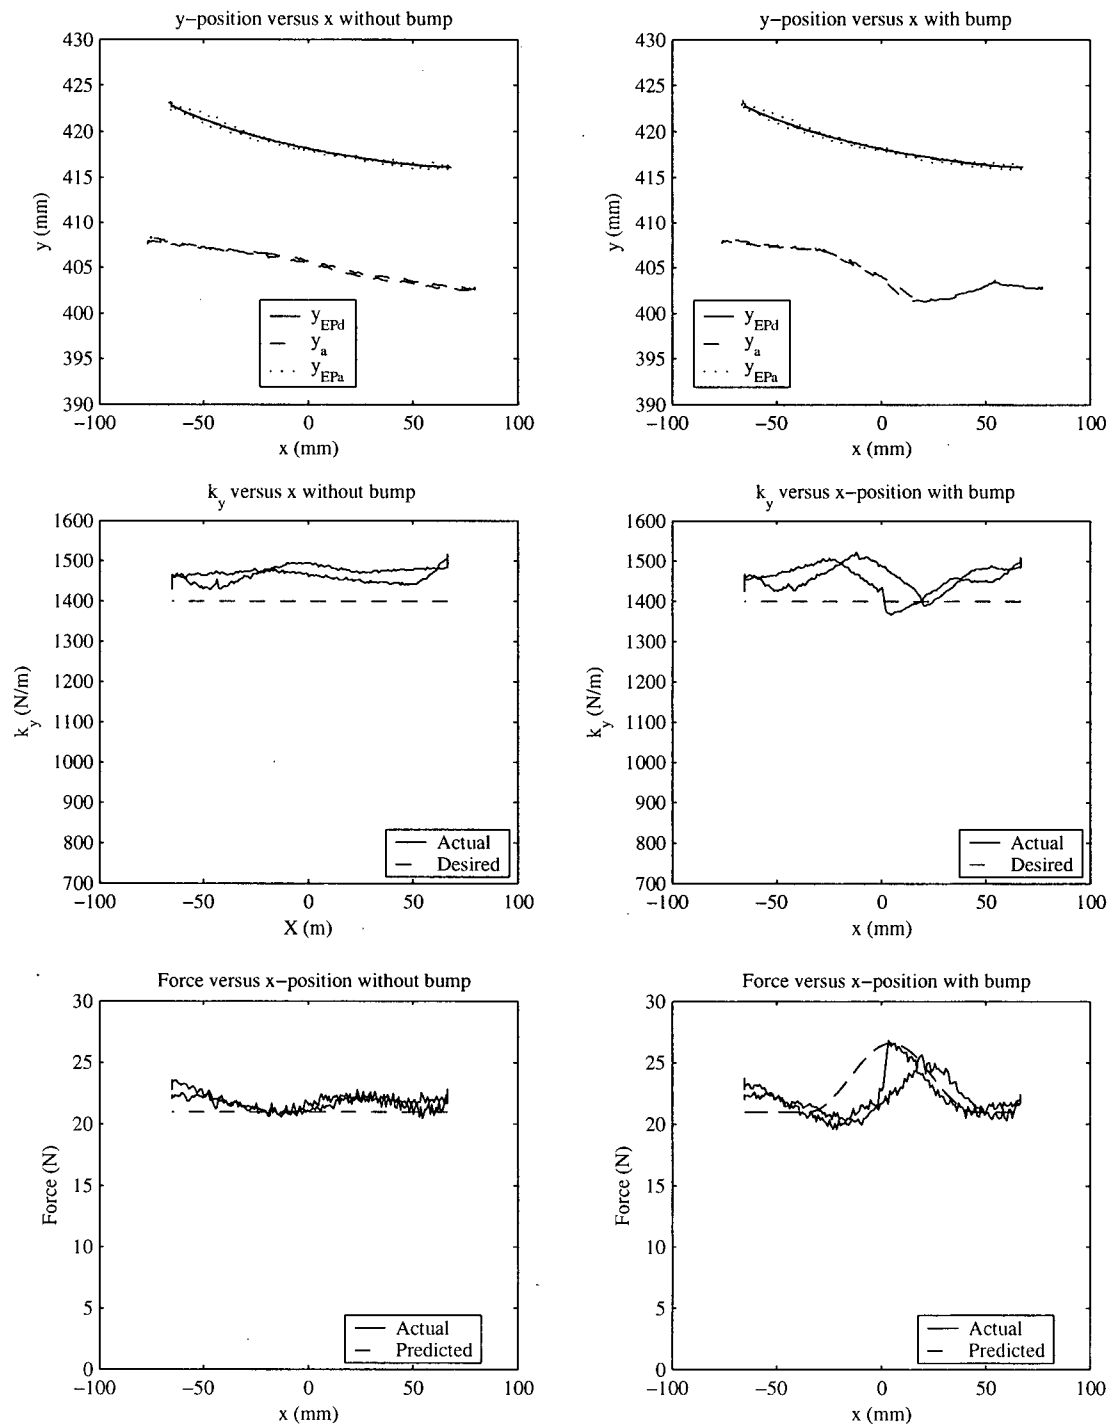 y-position versus x without bump
430
425
420
415
410
405
400
395
390
y (mm)
y_EPd
y_a
y_EPa
-100
-50
0
50
100
x (mm)
y-position versus x with bump
430
425
420
415
410
405
400
395
390
y (mm)
y_EPd
y_a
y_EPa
-100
-50
0
50
100
x (mm)
k_y versus x without bump
1600
1500
1400
1300
1200
1100
1000
900
800
700
k_y (N/m)
Actual
Desired
-100
-50
0
50
100
X (m)
k_y versus x-position with bump
1600
1500
1400
1300
1200
1100
1000
900
800
700
k_y (N/m)
Actual
Desired
-100
-50
0
50
100
x (mm)
Force versus x-position without bump
30
25
20
15
10
5
0
Force (N)
Actual
Predicted
-100
-50
0
50
100
x (mm)
Force versus x-position with bump
30
25
20
15
10
5
0
Force (N)
Actual
Predicted
-100
-50
0
50
100
x (mm)